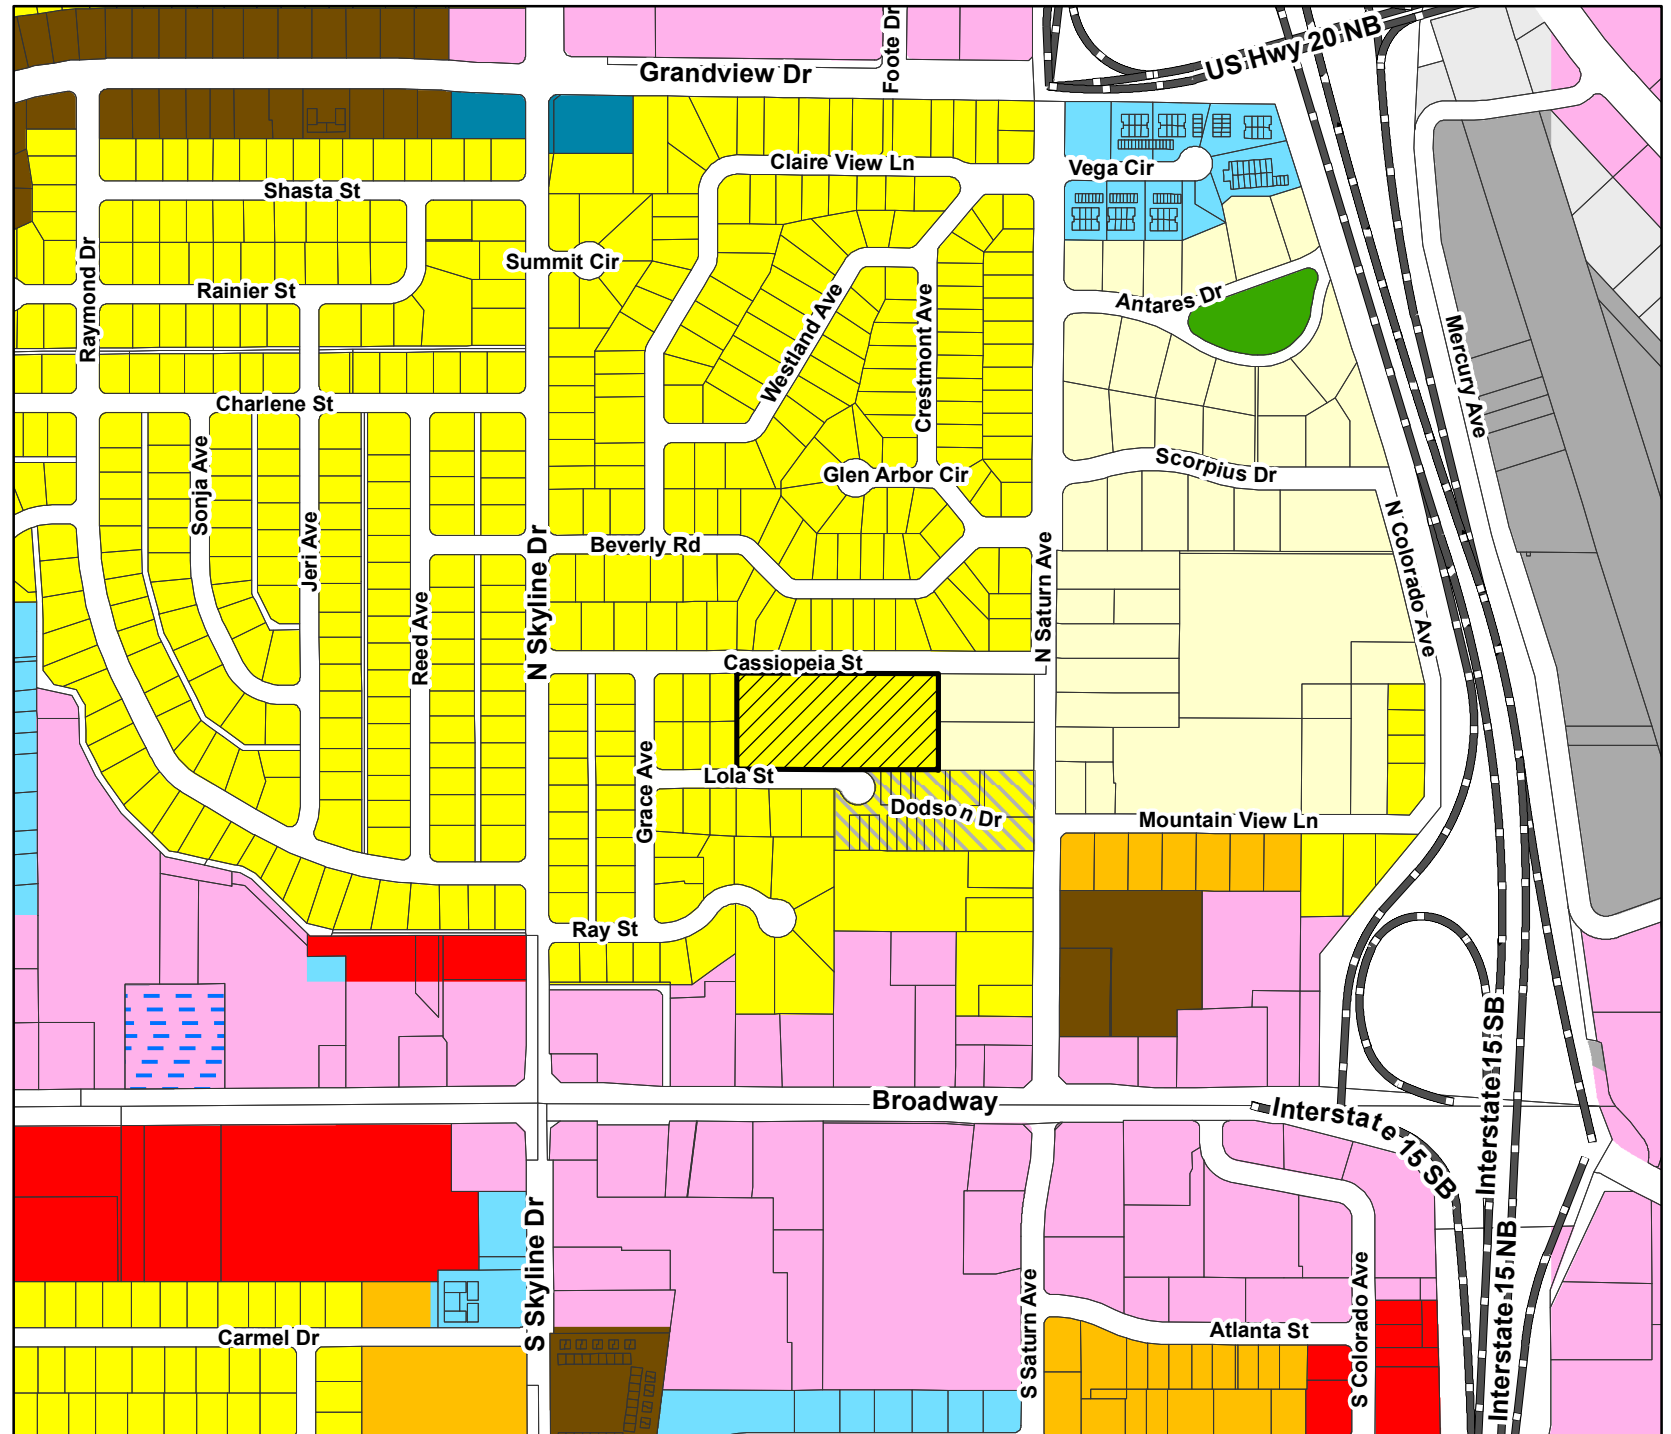 US Hwy 20 NB
Foote Dr
Grandview Dr
Claire View Ln
Vega Cir
Shasta St
Raymond Dr
Summit Cir
Rainier St
Antares Dr
Westland Ave
Crestmont Ave
Mercury Ave
Charlene St
Sonja Ave
Glen Arbor Cir
Scorpius Dr
Jeri Ave
N Skyline Dr
Beverly Rd
N Saturn Ave
N Colorado Ave
Reed Ave
Cassiopeia St
Grace Ave
Lola St
Dodson Dr
Mountain View Ln
Ray St
Interstate 15 SB
Broadway
Interstate 15 SB
S Skyline Dr
Interstate 15 NB
S Saturn Ave
S Colorado Ave
Carmel Dr
Atlanta St